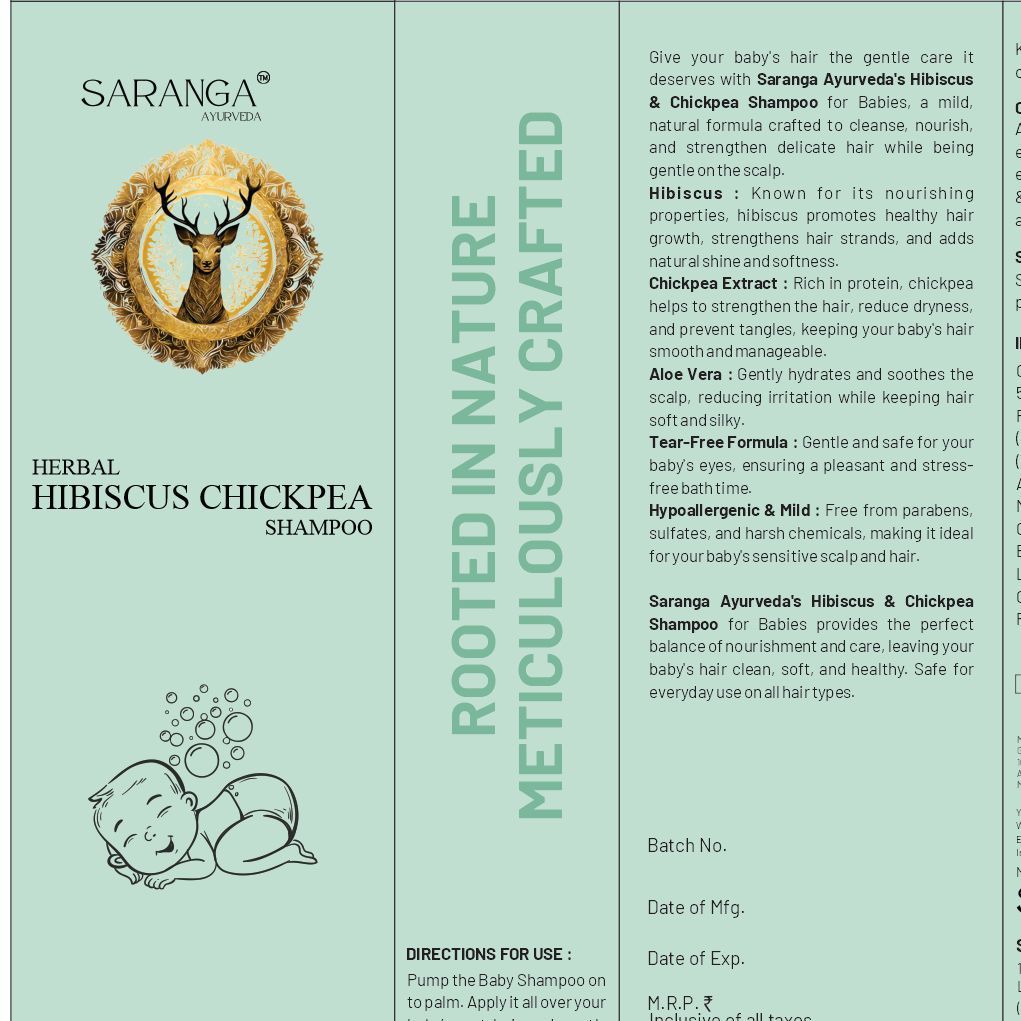 SARANGA™
AYURVEDA
HERBAL
HIBISCUS CHICKPEA
SHAMPOO
ROOTED IN NATURE
METICULOUSLY CRAFTED
DIRECTIONS FOR USE :
Pump the Baby Shampoo on
to palm. Apply it all over your
Give your baby's hair the gentle care it
deserves with Saranga Ayurveda's Hibiscus
& Chickpea Shampoo for Babies, a mild,
natural formula crafted to cleanse, nourish,
and strengthen delicate hair while being
gentle on the scalp.
Hibiscus : Known for its nourishing
properties, hibiscus promotes healthy hair
growth, strengthens hair strands, and adds
natural shine and softness.
Chickpea Extract : Rich in protein, chickpea
helps to strengthen the hair, reduce dryness,
and prevent tangles, keeping your baby's hair
smooth and manageable.
Aloe Vera : Gently hydrates and soothes the
scalp, reducing irritation while keeping hair
soft and silky.
Tear-Free Formula : Gentle and safe for your
baby's eyes, ensuring a pleasant and stress-
free bath time.
Hypoallergenic & Mild : Free from parabens,
sulfates, and harsh chemicals, making it ideal
for your baby's sensitive scalp and hair.
Saranga Ayurveda's Hibiscus & Chickpea
Shampoo for Babies provides the perfect
balance of nourishment and care, leaving your
baby's hair clean, soft, and healthy. Safe for
everyday use on all hair types.
Batch No.
Date of Mfg.
Date of Exp.
M.R.P. ₹
Inclusive of all taxes